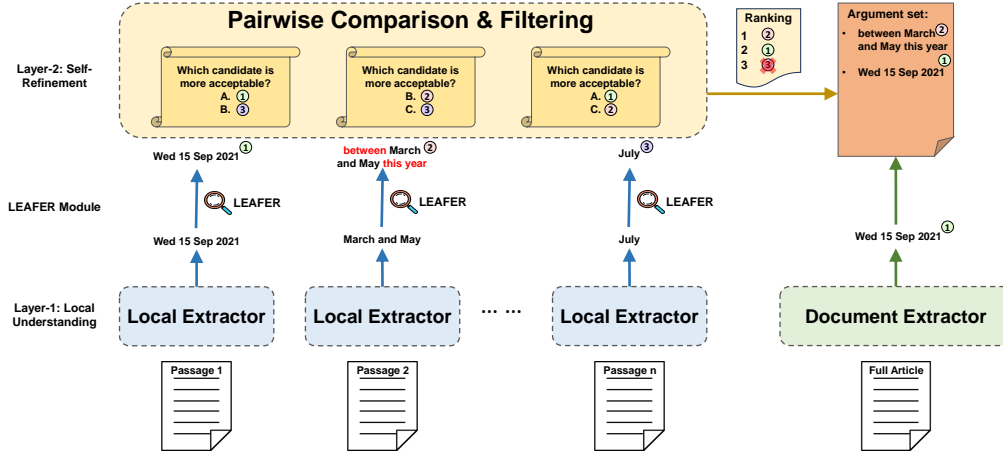 Pairwise Comparison & Filtering
Layer-2: Self-
Refinement
Which candidate is
more acceptable?
A. 1
B. 3
Which candidate is
more acceptable?
B. 2
C. 3
Which candidate is
more acceptable?
A. 1
C. 2
Ranking
1 2
2 1
3 3
Argument set:
• between March 2
and May this year
1
• Wed 15 Sep 2021
Wed 15 Sep 2021 1
between March 2
and May this year
July 3
LEAFER Module
LEAFER
LEAFER
LEAFER
Wed 15 Sep 2021
March and May
July
Wed 15 Sep 2021 1
Layer-1: Local
Understanding
Local Extractor
Local Extractor
... ...
Local Extractor
Document Extractor
Passage 1
Passage 2
Passage n
Full Article